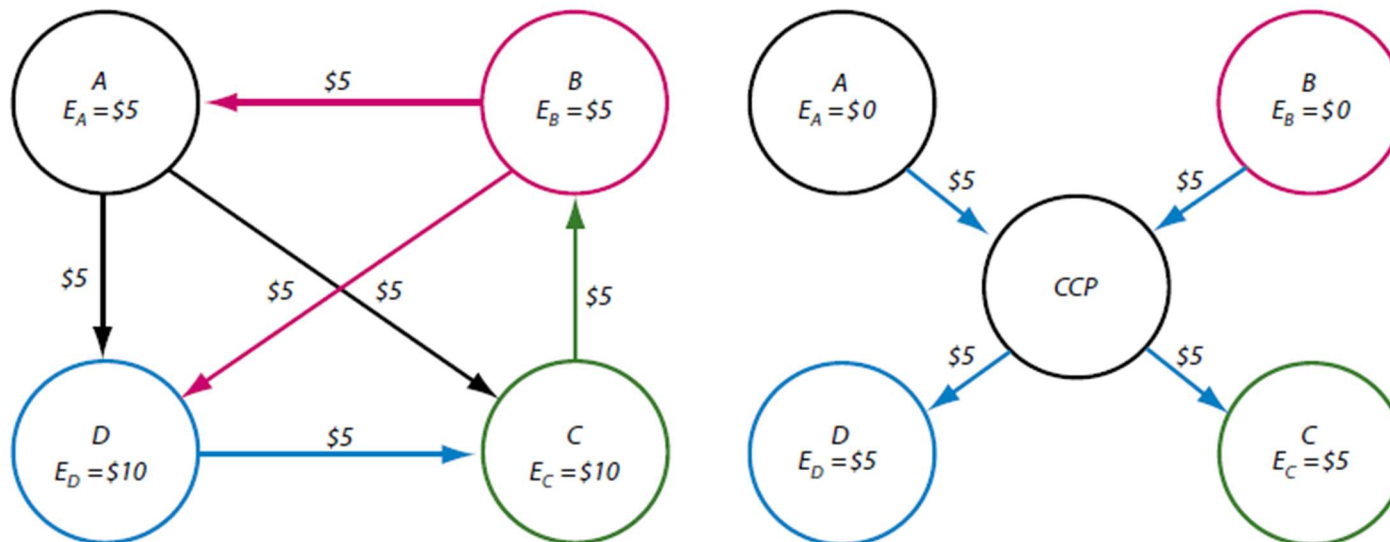 A
E_A = $5
$5
B
E_B = $5
$5
$5
$5
$5
D
E_D = $10
$5
C
E_C = $10
A
E_A = $0
B
E_B = $0
$5
$5
CCP
$5
$5
D
E_D = $5
C
E_C = $5